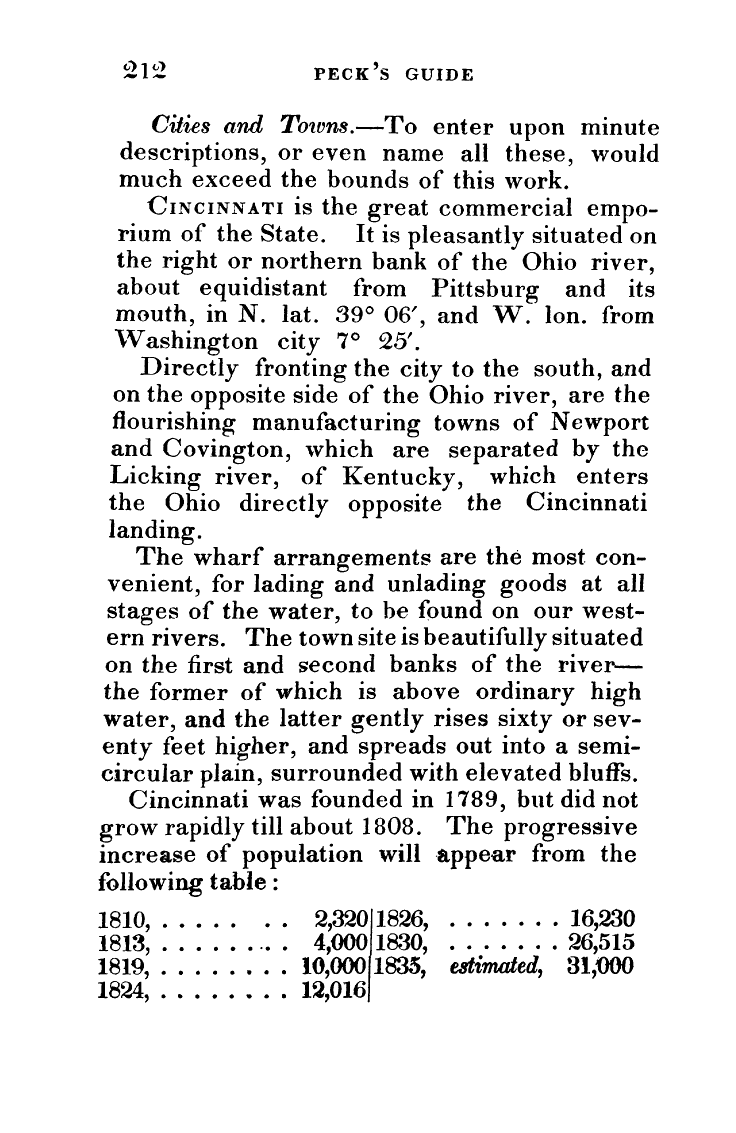 212 PECK'S GUIDE
Cities and Towns.—To enter upon minute
descriptions, or even name all these, would
much exceed the bounds of this work.
CINCINNATI is the great commercial empo-
rium of the State. It is pleasantly situated on
the right or northern bank of the Ohio river,
about equidistant from Pittsburg and its
mouth, in N. lat. 39° 06′, and W. lon. from
Washington city 7° 25′.
Directly fronting the city to the south, and
on the opposite side of the Ohio river, are the
flourishing manufacturing towns of Newport
and Covington, which are separated by the
Licking river, of Kentucky, which enters
the Ohio directly opposite the Cincinnati
landing.
The wharf arrangements are the most con-
venient, for lading and unlading goods at all
stages of the water, to be found on our west-
ern rivers. The town site is beautifully situated
on the first and second banks of the river—
the former of which is above ordinary high
water, and the latter gently rises sixty or sev-
enty feet higher, and spreads out into a semi-
circular plain, surrounded with elevated bluffs.
Cincinnati was founded in 1789, but did not
grow rapidly till about 1808. The progressive
increase of population will appear from the
following table :
1810, . . . . . . . 2,320 | 1826, . . . . . . . 16,230
1813, . . . . . . . . 4,000 | 1830, . . . . . . . 26,515
1819, . . . . . . . . 10,000 | 1835, estimated, 31,000
1824, . . . . . . . . 12,016 |